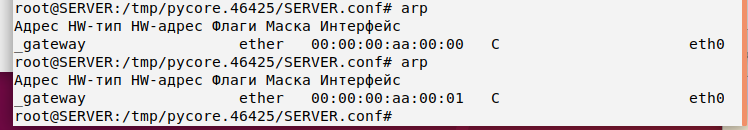 root@SERVER:/tmp/pycore.46425/SERVER.conf# arp
Адрес HW-тип HW-адрес Флаги Маска Интерфейс
_gateway ether 00:00:00:aa:00:00 C eth0
root@SERVER:/tmp/pycore.46425/SERVER.conf# arp
Адрес HW-тип HW-адрес Флаги Маска Интерфейс
_gateway ether 00:00:00:aa:00:01 C eth0
root@SERVER:/tmp/pycore.46425/SERVER.conf#